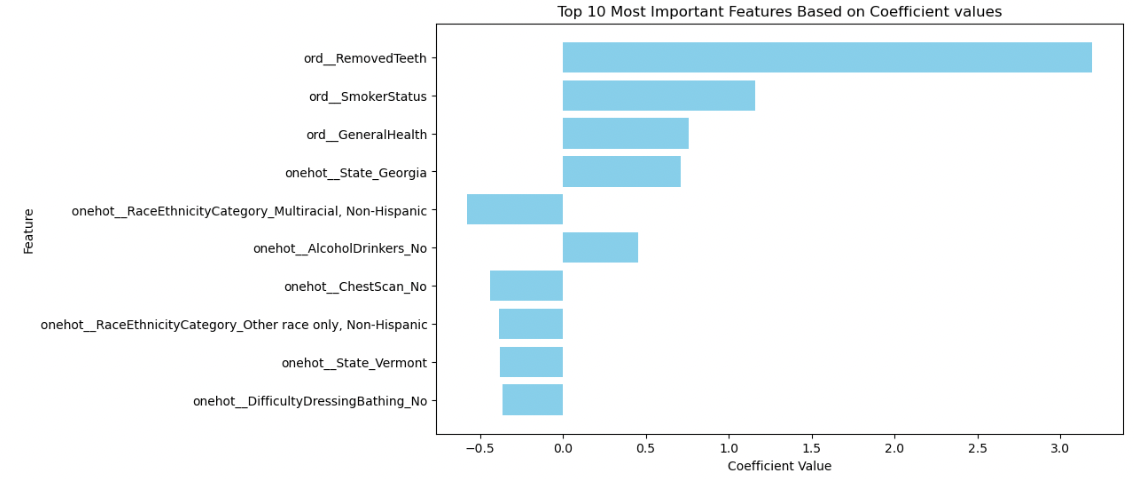 Top 10 Most Important Features Based on Coefficient values
ord__RemovedTeeth
ord__SmokerStatus
ord__GeneralHealth
onehot__State_Georgia
onehot__RaceEthnicityCategory_Multiracial, Non-Hispanic
onehot__AlcoholDrinkers_No
onehot__ChestScan_No
onehot__RaceEthnicityCategory_Other race only, Non-Hispanic
onehot__State_Vermont
onehot__DifficultyDressingBathing_No
Feature
−0.5 0.0 0.5 1.0 1.5 2.0 2.5 3.0
Coefficient Value